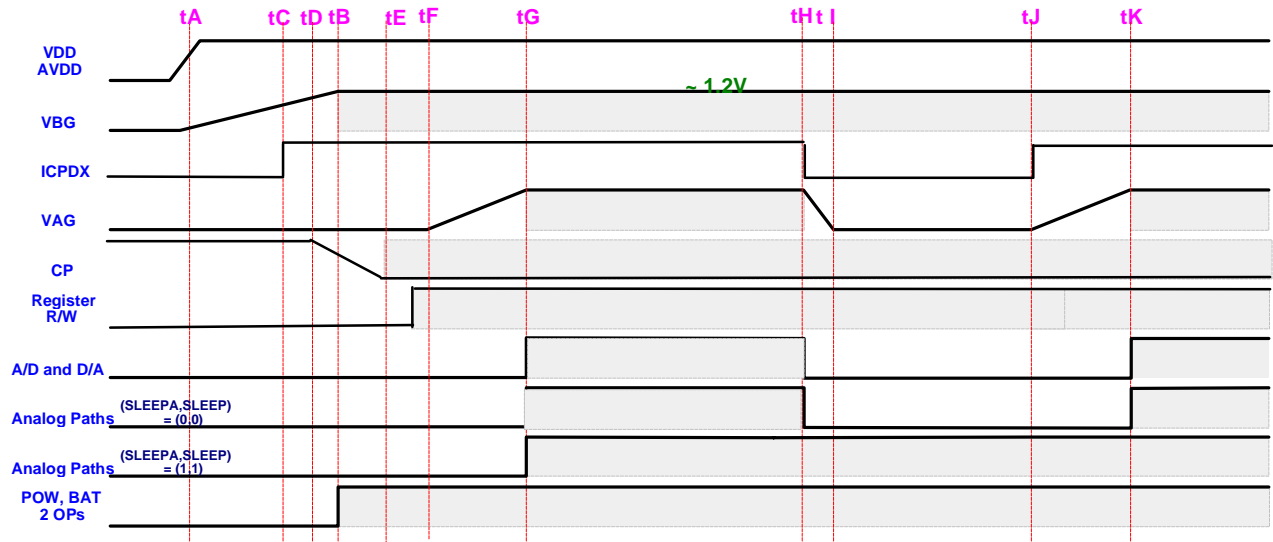 tA tC tD tB tE tF tG tH t I tJ tK
VDD
AVDD
~ 1.2V
VBG
ICPDX
VAG
CP
Register
R/W
A/D and D/A
Analog Paths (SLEEPA,SLEEP)
= (0,0)
Analog Paths (SLEEPA,SLEEP)
= (1,1)
POW, BAT
2 OPs